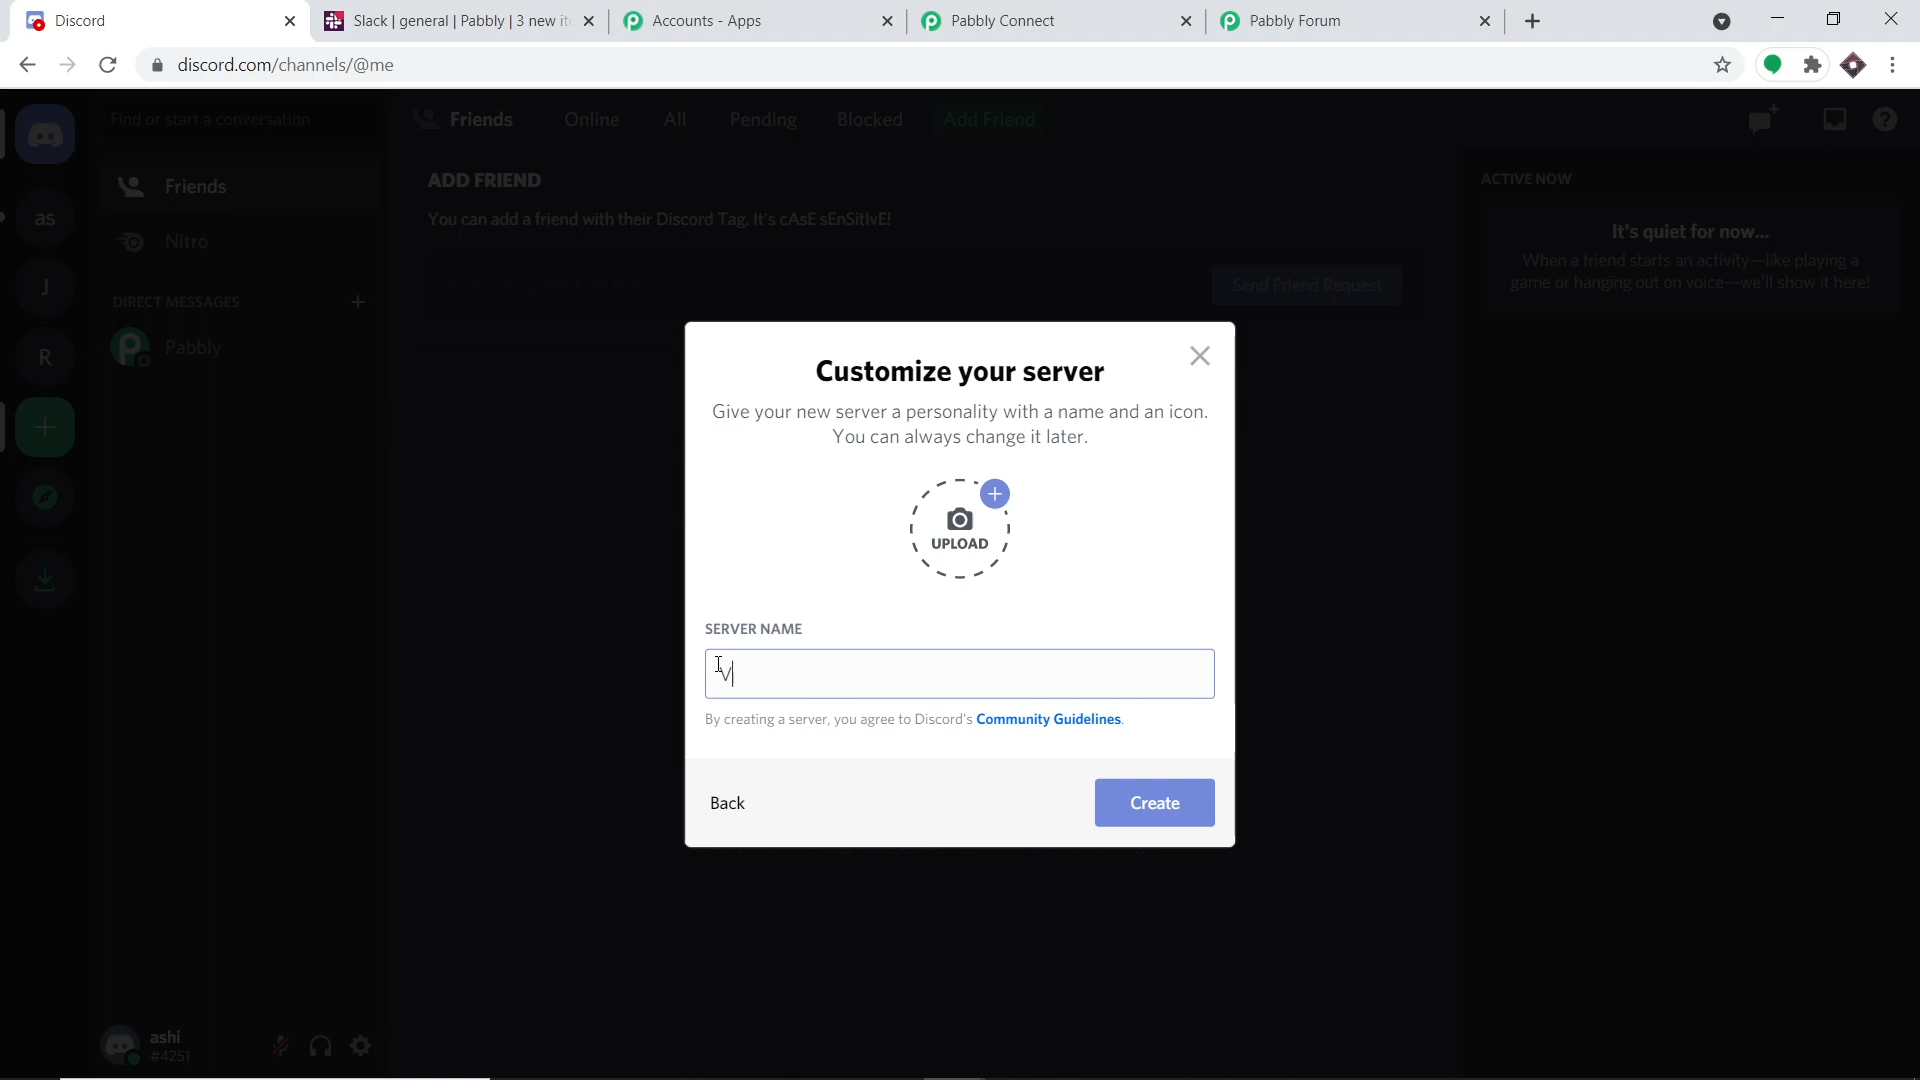 Discord
Slack | general | Pabbly | 3 new it
Accounts - Apps
Pabbly Connect
Pabbly Forum
discord.com/channels/@me
Find or start a conversation
Friends
Online
All
Pending
Blocked
Add Friend
ADD FRIEND
You can add a friend with their Discord Tag. It's cAsE sEnSitIvE!
Send Friend Request
as
J
R
Friends
Nitro
DIRECT MESSAGES
Pabbly
ACTIVE NOW
It's quiet for now...
When a friend starts an activity—like playing a
game or hanging out on voice—we'll show it here!
Customize your server
Give your new server a personality with a name and an icon.
You can always change it later.
UPLOAD
SERVER NAME
V
By creating a server, you agree to Discord's Community Guidelines.
Back
Create
ashi
#4251